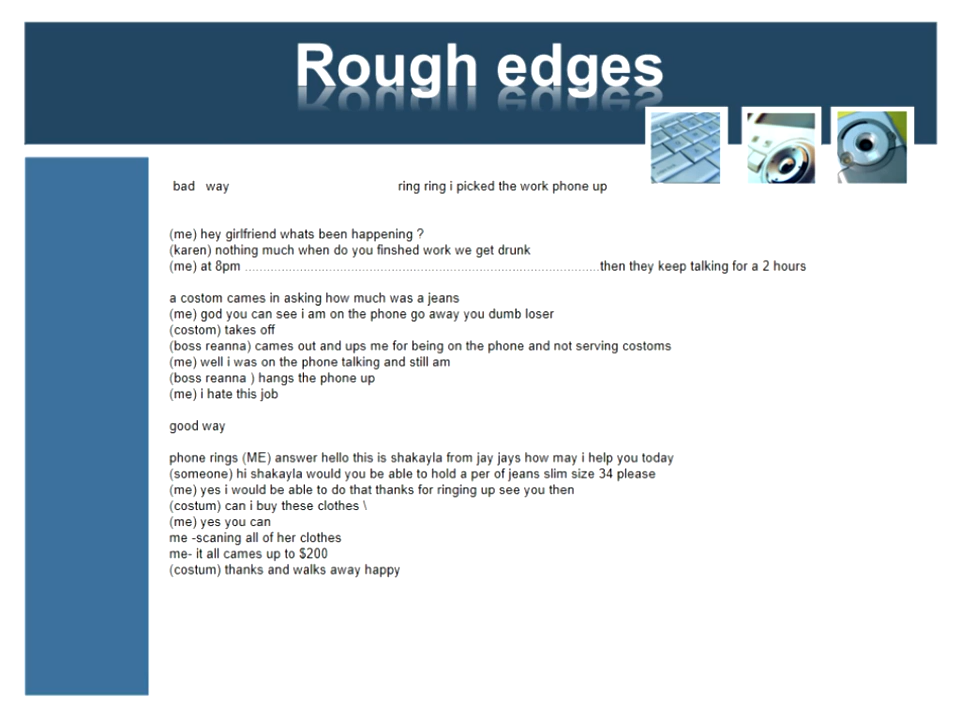 Rough edges
bad way ring ring i picked the work phone up
(me) hey girlfriend whats been happening ?
(karen) nothing much when do you finshed work we get drunk
(me) at 8pm ................................................................................................then they keep talking for a 2 hours
a costom cames in asking how much was a jeans
(me) god you can see i am on the phone go away you dumb loser
(costom) takes off
(boss reanna) cames out and ups me for being on the phone and not serving costoms
(me) well i was on the phone talking and still am
(boss reanna ) hangs the phone up
(me) i hate this job
good way
phone rings (ME) answer hello this is shakayla from jay jays how may i help you today
(someone) hi shakayla would you be able to hold a per of jeans slim size 34 please
(me) yes i would be able to do that thanks for ringing up see you then
(costum) can i buy these clothes \
(me) yes you can
me -scaning all of her clothes
me- it all cames up to $200
(costum) thanks and walks away happy